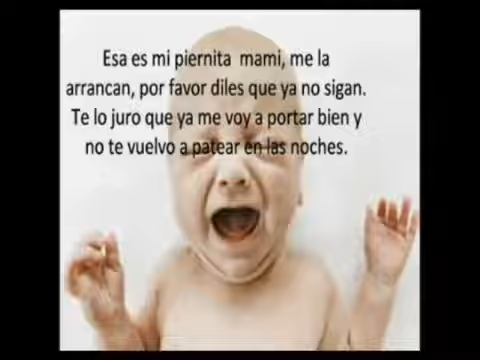 Esa es mi piernita mami, me la
arrancan, por favor diles que ya no sigan.
Te lo juro que ya me voy a portar bien y
no te vuelvo a patear en las noches.